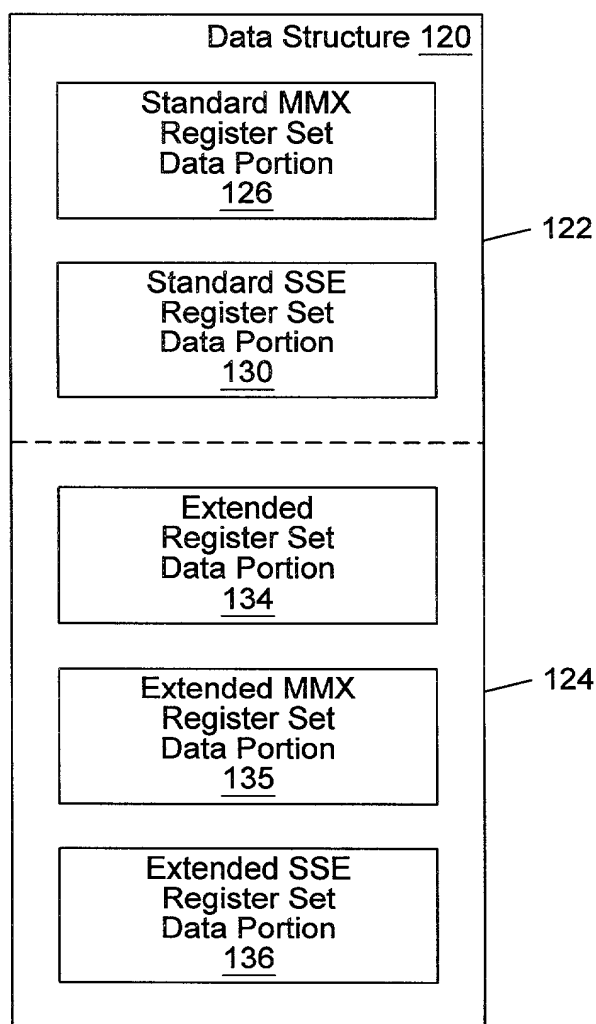 Data Structure 120
Standard MMX
Register Set
Data Portion
126
122
Standard SSE
Register Set
Data Portion
130
Extended
Register Set
Data Portion
134
Extended MMX
Register Set
Data Portion
135
124
Extended SSE
Register Set
Data Portion
136